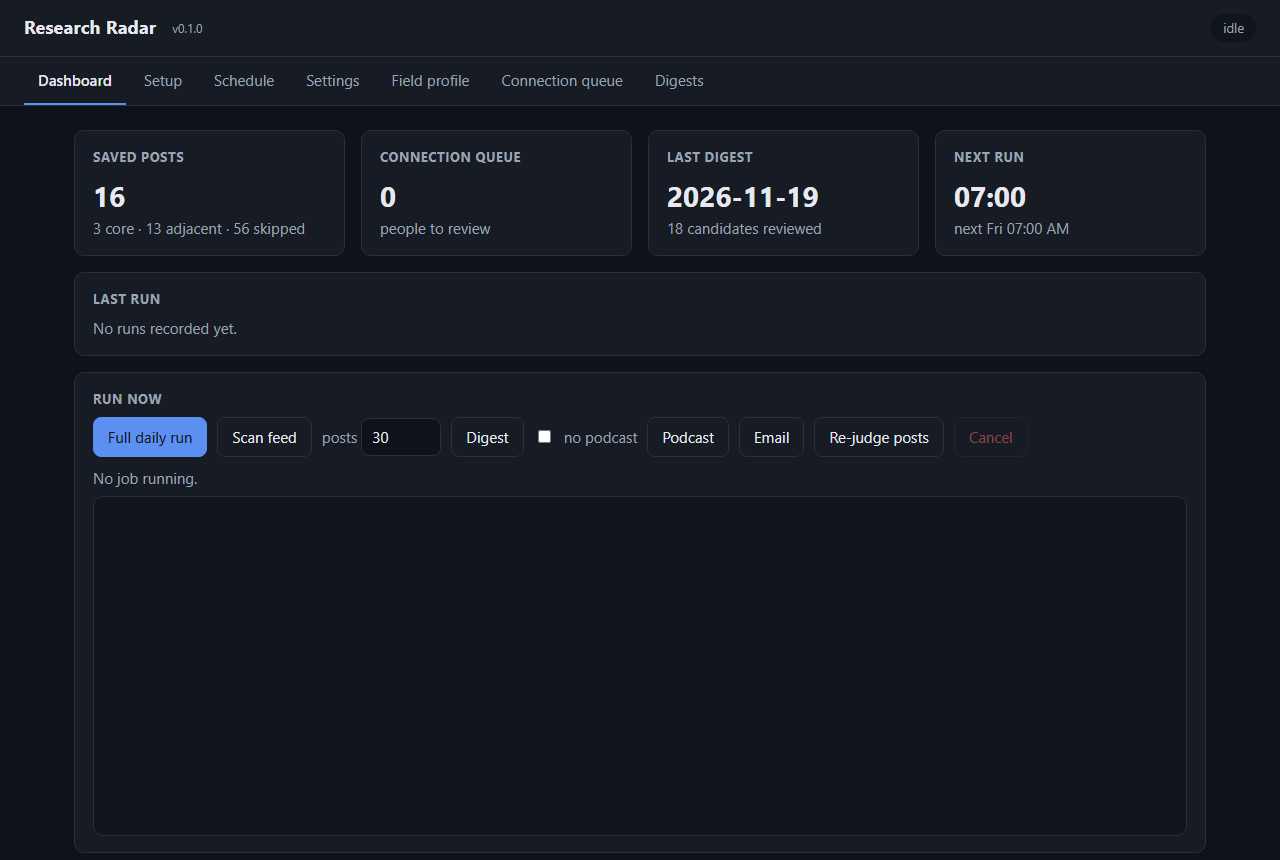 Research Radar v0.1.0 idle
Dashboard Setup Schedule Settings Field profile Connection queue Digests
SAVED POSTS CONNECTION QUEUE LAST DIGEST NEXT RUN
16 0 2026-11-19 07:00
3 core · 13 adjacent · 56 skipped people to review 18 candidates reviewed next Fri 07:00 AM
LAST RUN
No runs recorded yet.
RUN NOW
Full daily run Scan feed posts 30 Digest no podcast Podcast Email Re-judge posts Cancel
No job running.